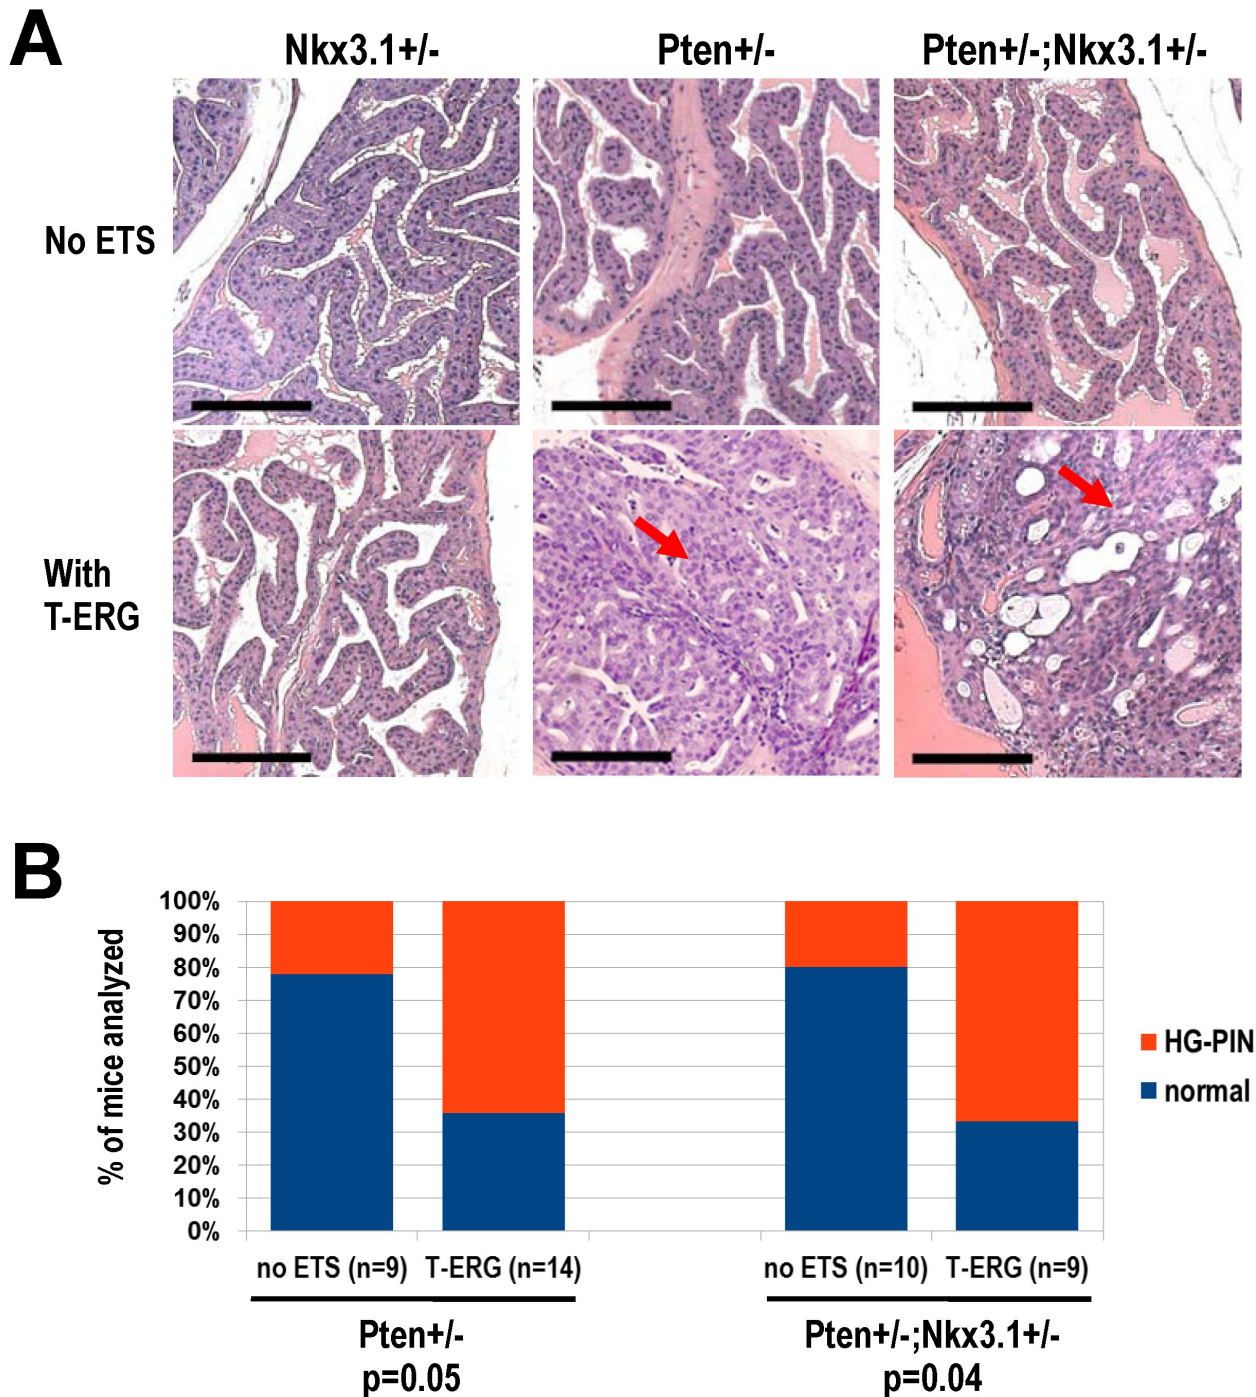 A
Nkx3.1+/-
Pten+/-
Pten+/-;Nkx3.1+/-
No ETS
With
T-ERG
B
% of mice analyzed
100%
90%
80%
70%
60%
50%
40%
30%
20%
10%
0%
HG-PIN
normal
no ETS (n=9)
T-ERG (n=14)
no ETS (n=10)
T-ERG (n=9)
Pten+/-
p=0.05
Pten+/-;Nkx3.1+/-
p=0.04